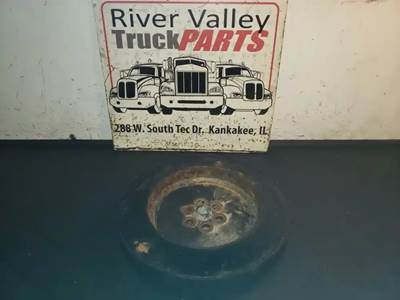 River Valley
TruckPARTS
288 W. South Tec Dr. Kankakee, IL